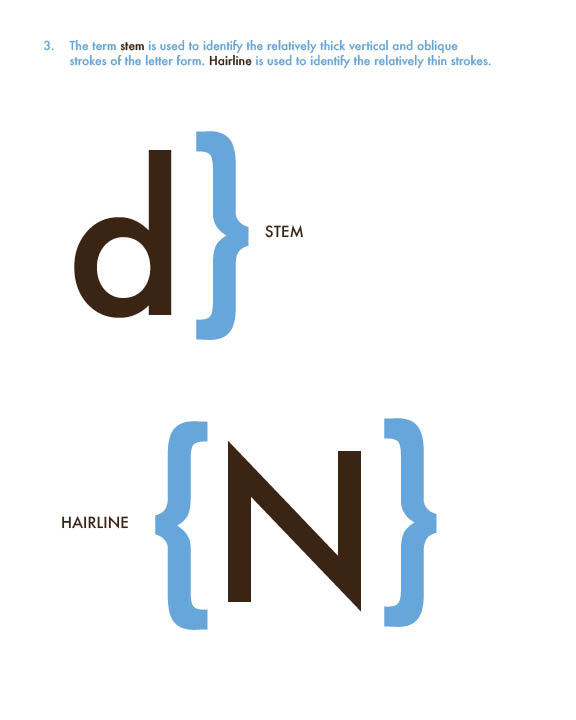 3. The term stem is used to identify the relatively thick vertical and oblique
strokes of the letter form. Hairline is used to identify the relatively thin strokes.
d } STEM
HAIRLINE { N }